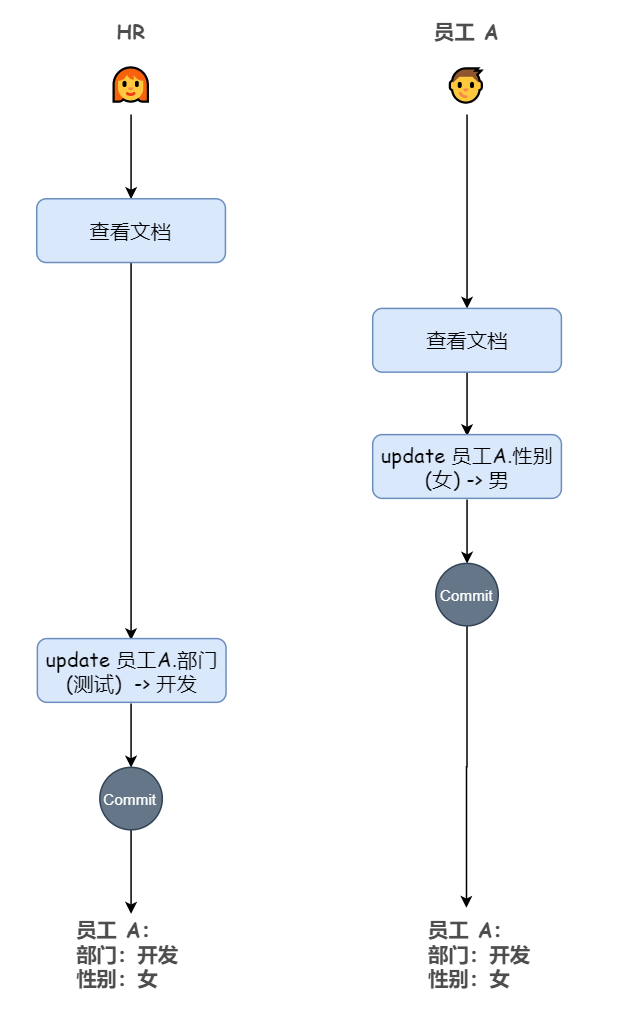 HR
员工 A
查看文档
查看文档
update 员工A.性别
(女) -> 男
Commit
update 员工A.部门
(测试) -> 开发
Commit
员工 A:
部门：开发
性别：女
员工 A:
部门：开发
性别：女